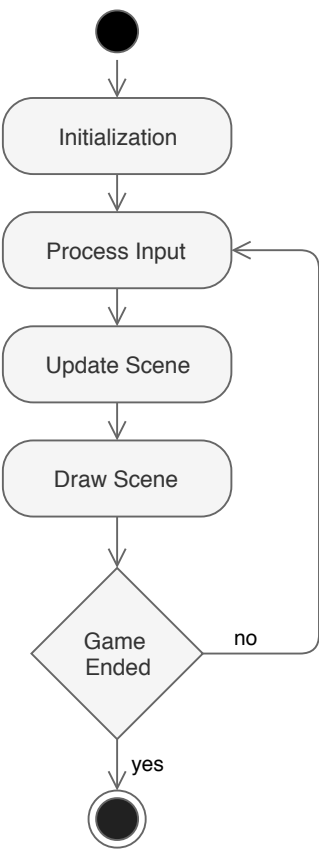 Initialization
Process Input
Update Scene
Draw Scene
Game
Ended
no
yes